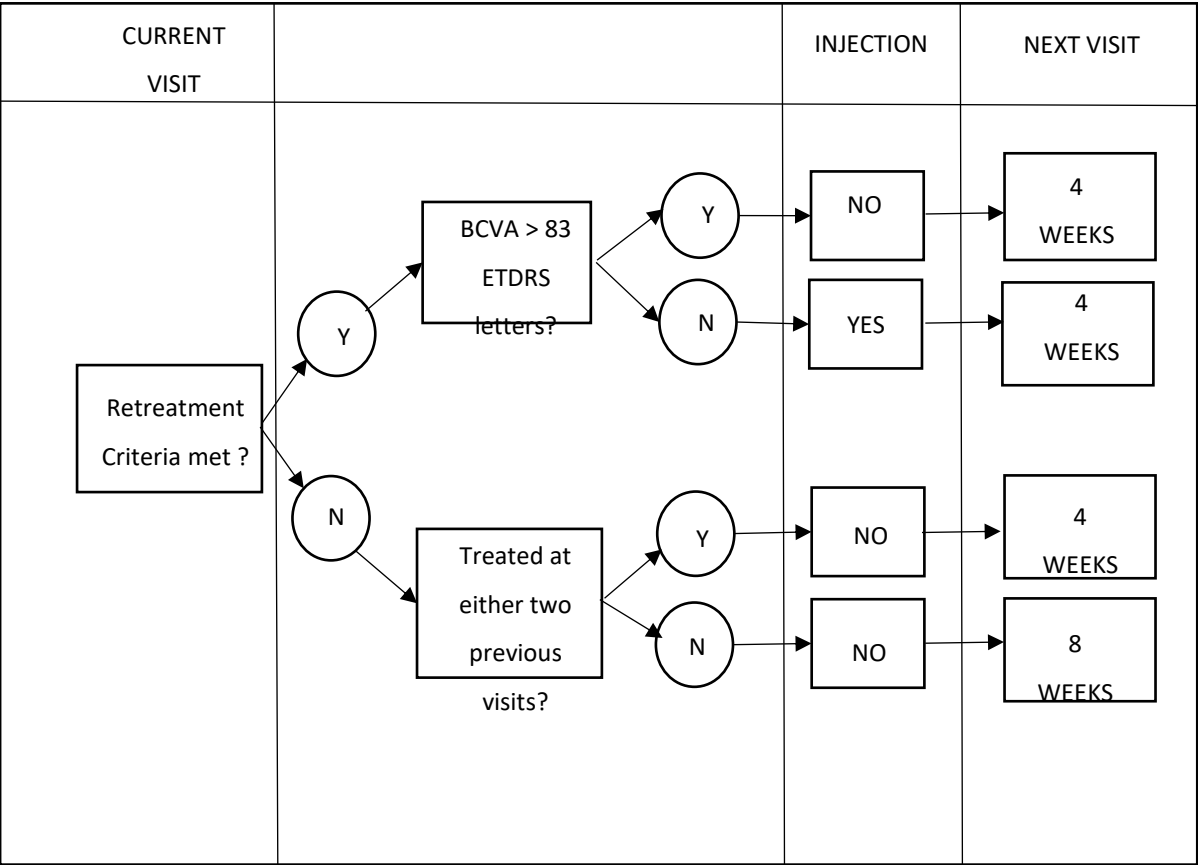 CURRENT
VISIT
INJECTION
NEXT VISIT
Retreatment
Criteria met ?
Y
N
BCVA > 83
ETDRS
letters?
Treated at
either two
previous
visits?
Y
NO
4
WEEKS
N
YES
4
WEEKS
Y
NO
4
WEEKS
N
NO
8
WEEKS